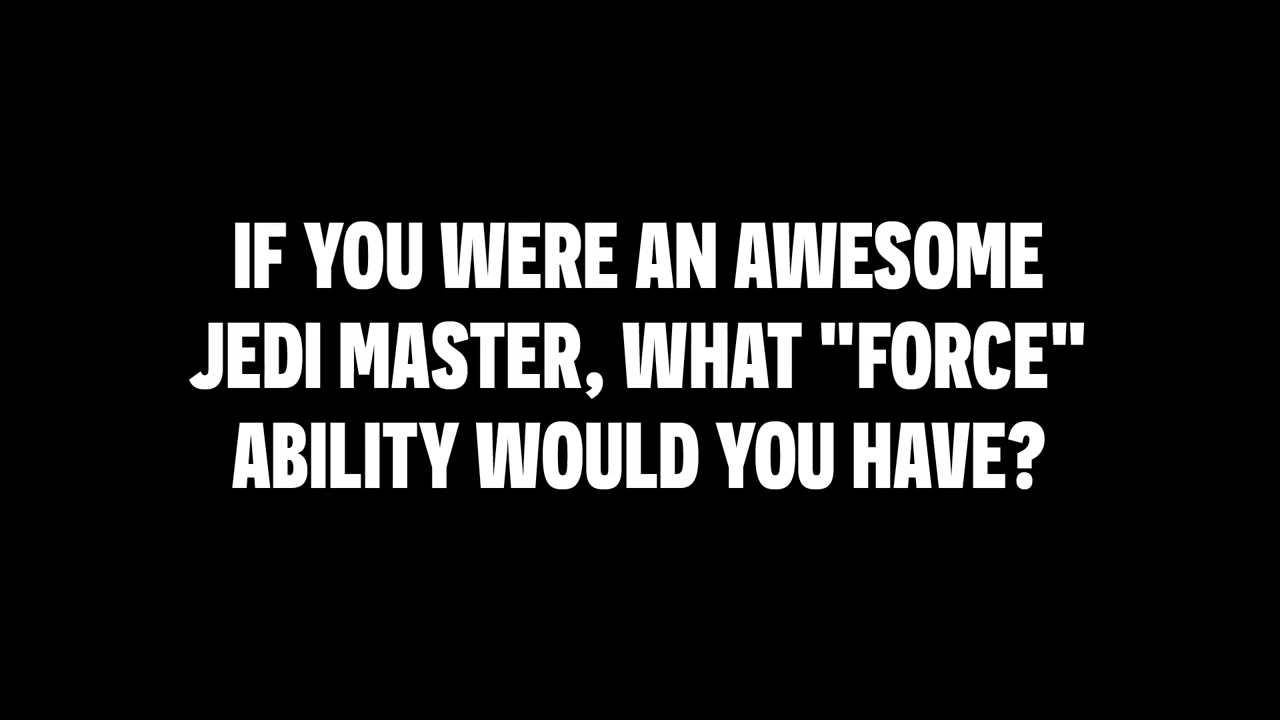 IF YOU WERE AN AWESOME
JEDI MASTER, WHAT "FORCE"
ABILITY WOULD YOU HAVE?